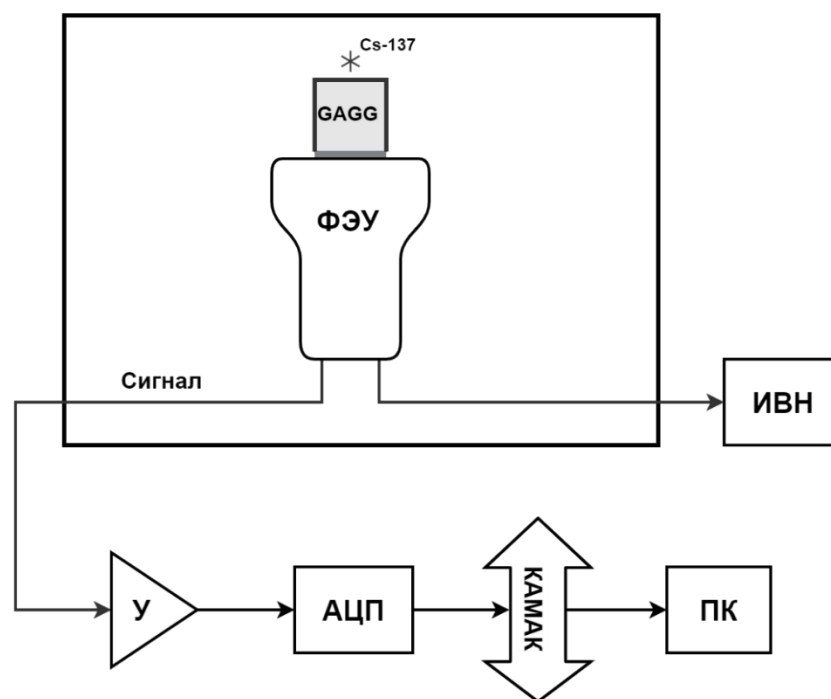 Cs-137
GAGG
ФЭУ
Сигнал
ИВН
У
АЦП
КАМАК
ПК